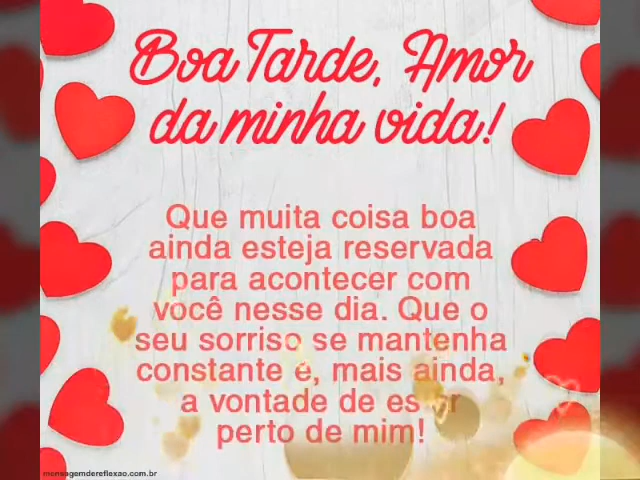 Boa Tarde, Amor
da minha vida!
Que muita coisa boa
ainda esteja reservada
para acontecer com
você nesse dia. Que o
seu sorriso se mantenha
constante e, mais ainda,
a vontade de
perto de mim!
mensagemdereflexao.com.br